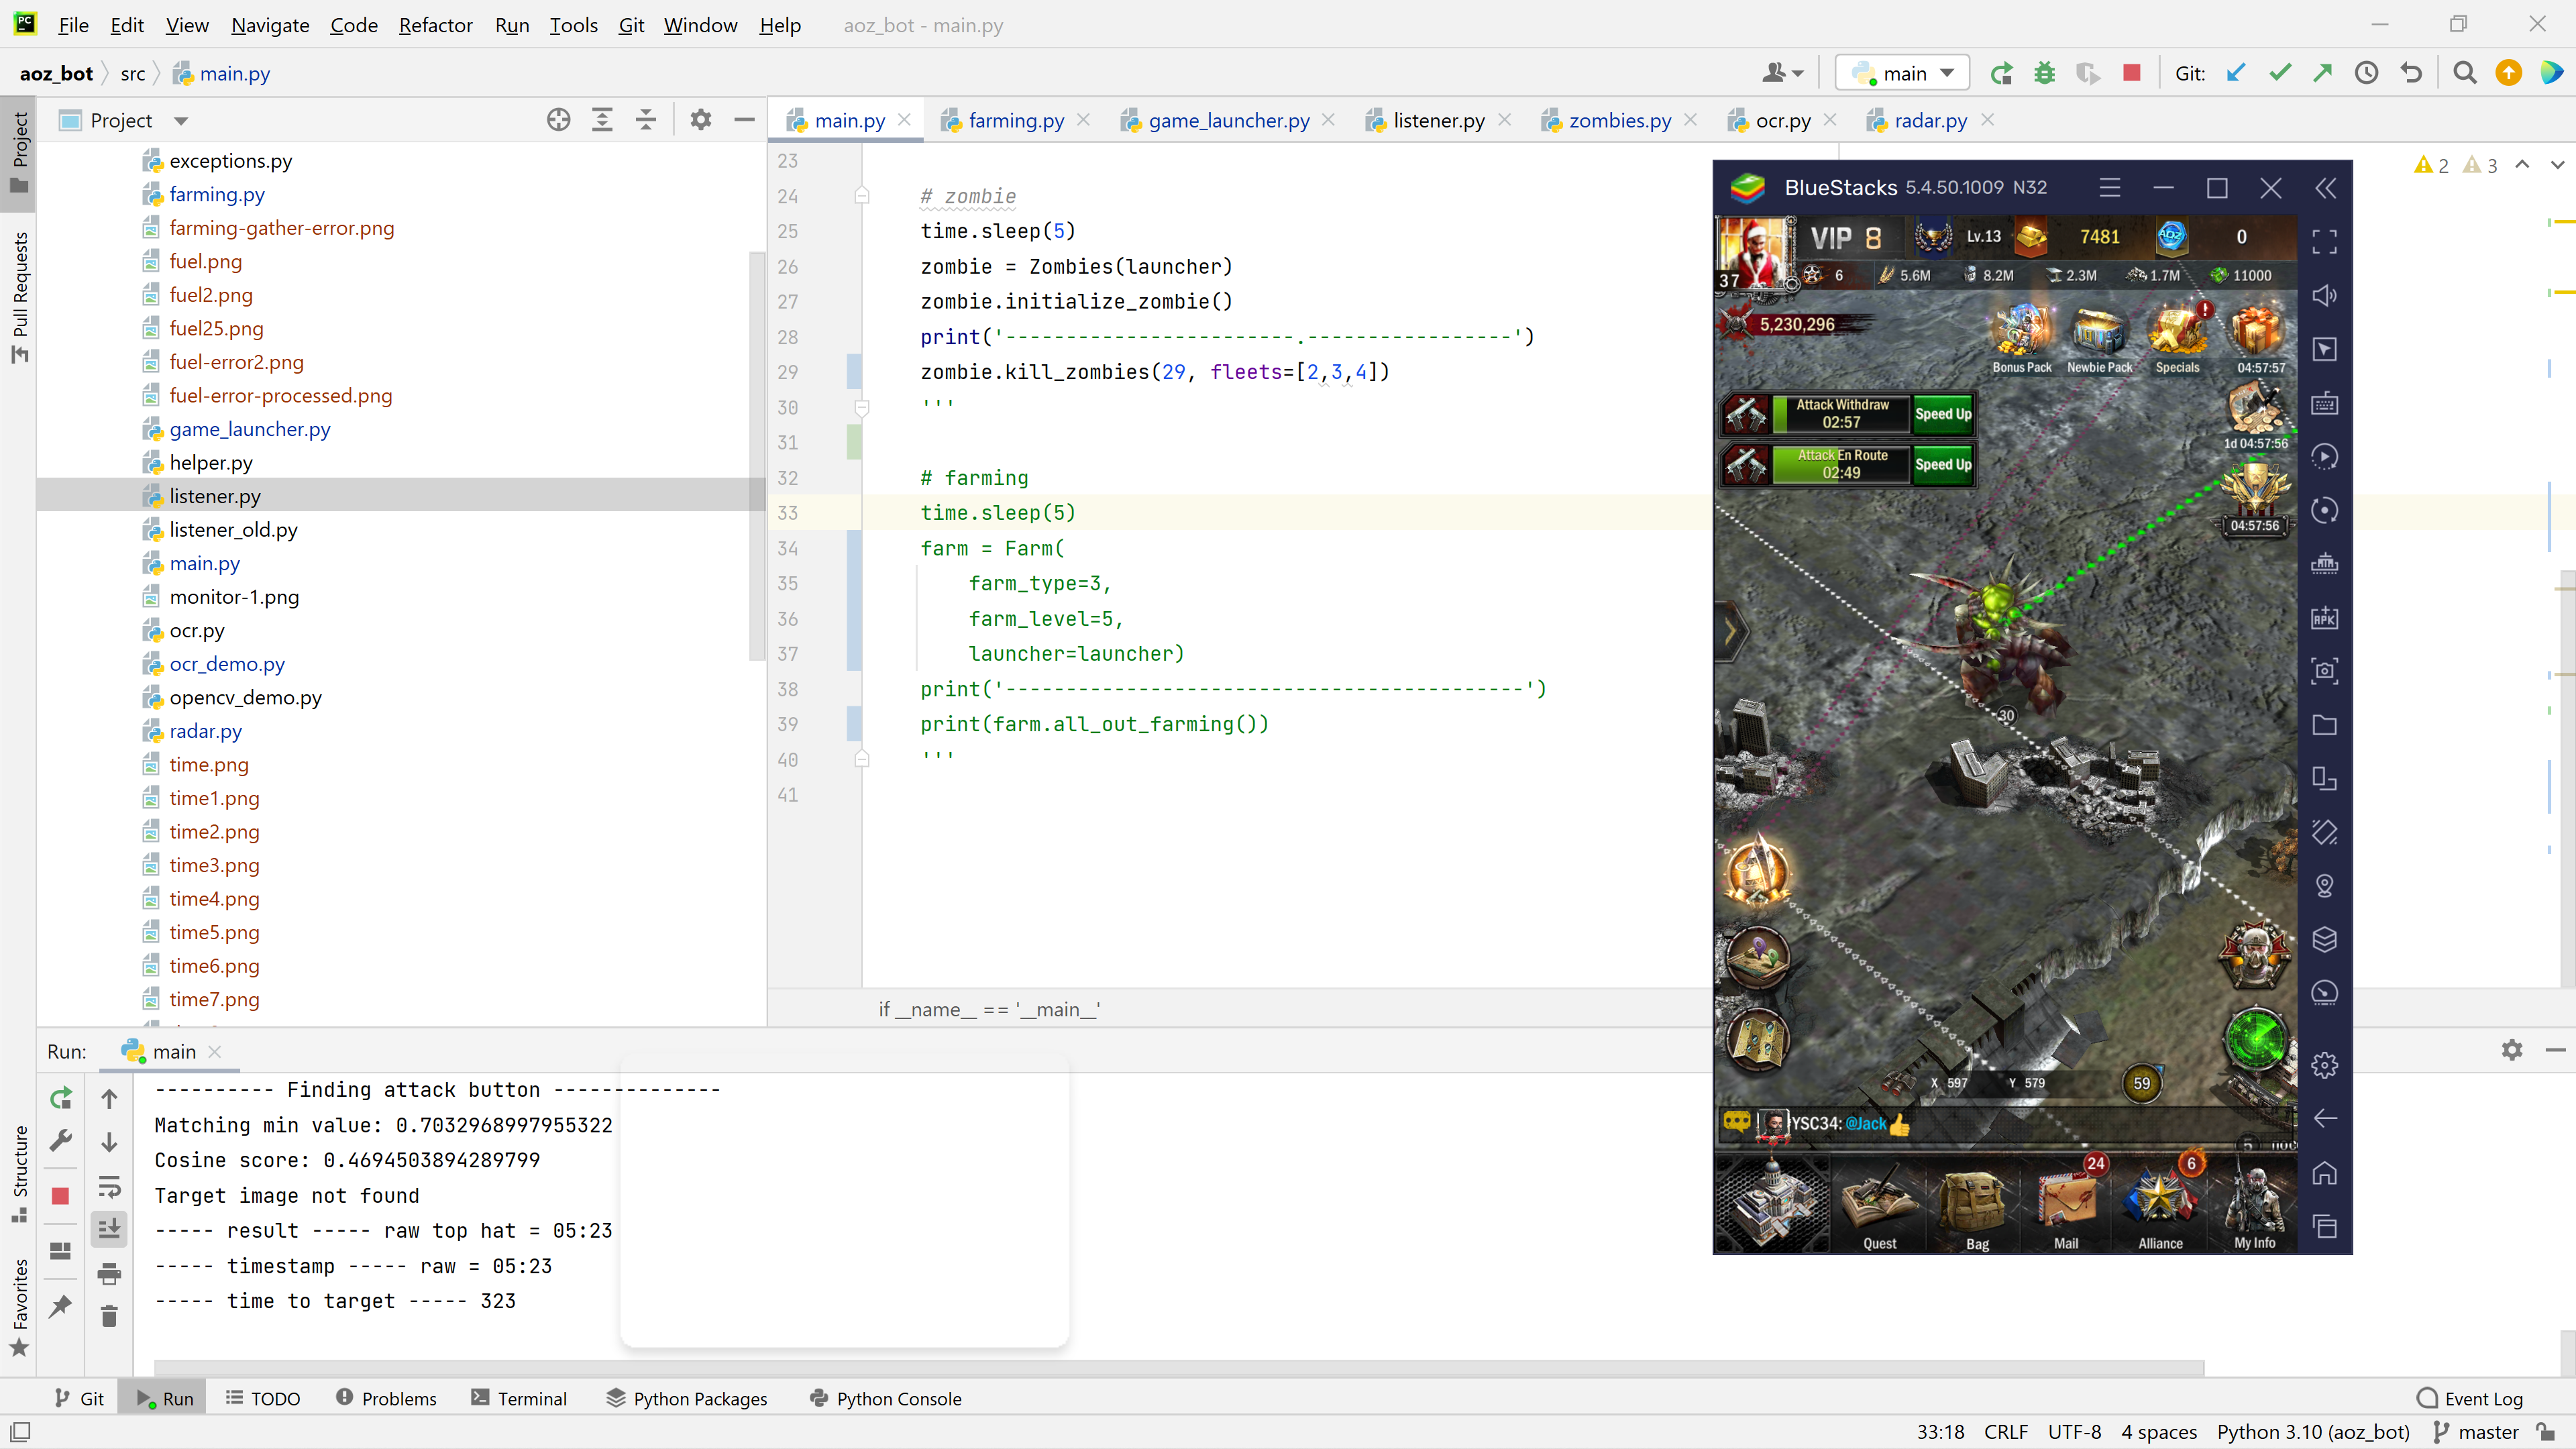 File Edit View Navigate Code Refactor Run Tools Git Window Help aoz_bot - main.py
aoz_bot src main.py
main Git:
Project
Pull Requests
Structure
Favorites
Project
exceptions.py
farming.py
farming-gather-error.png
fuel.png
fuel2.png
fuel25.png
fuel-error2.png
fuel-error-processed.png
game_launcher.py
helper.py
listener.py
listener_old.py
main.py
monitor-1.png
ocr.py
ocr_demo.py
opencv_demo.py
radar.py
time.png
time1.png
time2.png
time3.png
time4.png
time5.png
time6.png
time7.png
main.py farming.py game_launcher.py listener.py zombies.py ocr.py radar.py
2 3
23
24 # zombie
25 time.sleep(5)
26 zombie = Zombies(launcher)
27 zombie.initialize_zombie()
28 print('------------------------.-----------------')
29 zombie.kill_zombies(29, fleets=[2,3,4])
30 '''
31
32 # farming
33 time.sleep(5)
34 farm = Farm(
35 farm_type=3,
36 farm_level=5,
37 launcher=launcher)
38 print('-------------------------------------------')
39 print(farm.all_out_farming())
40 '''
41
if __name__ == '__main__'
BlueStacks 5.4.50.1009 N32
VIP 8 Lv.13 7481 AOZ 0
37 6 5.6M 8.2M 2.3M 1.7M 11000
5,230,296
Bonus Pack Newbie Pack Specials 04:57:57
Attack Withdraw
02:57
Speed Up
1d 04:57:56
Attack En Route
02:49
Speed Up
04:57:56
30
X 597 Y 579 59
YSC34: @Jack
24 6
Quest Bag Mail Alliance My Info
Run: main
---------- Finding attack button --------------
Matching min value: 0.7032968997955322
Cosine score: 0.4694503894289799
Target image not found
----- result ----- raw top hat = 05:23
----- timestamp ----- raw = 05:23
----- time to target ----- 323
Git Run TODO Problems Terminal Python Packages Python Console Event Log
33:18 CRLF UTF-8 4 spaces Python 3.10 (aoz_bot) master